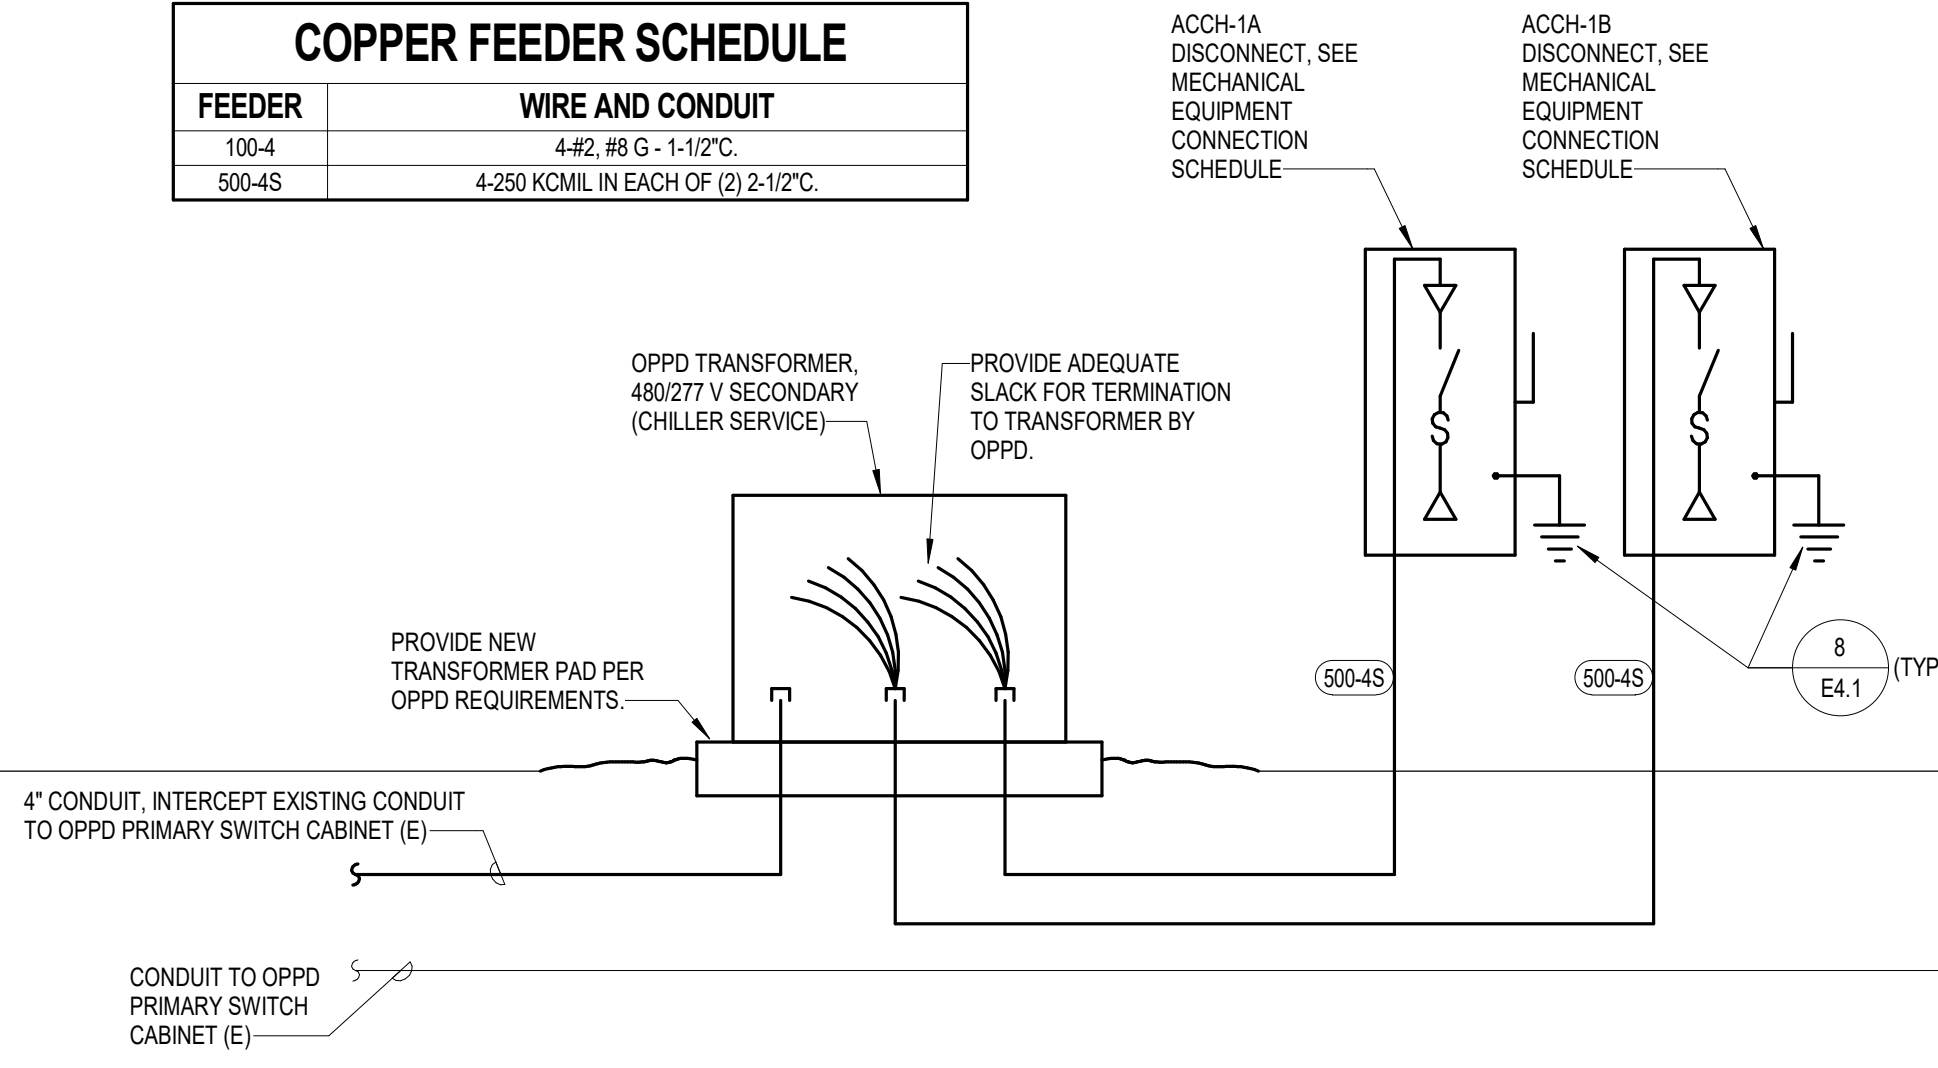 COPPER FEEDER SCHEDULE
FEEDER WIRE AND CONDUIT
100-4 4-#2, #8 G - 1-1/2"C.
500-4S 4-250 KCMIL IN EACH OF (2) 2-1/2"C.
ACCH-1A
DISCONNECT, SEE
MECHANICAL
EQUIPMENT
CONNECTION
SCHEDULE
ACCH-1B
DISCONNECT, SEE
MECHANICAL
EQUIPMENT
CONNECTION
SCHEDULE
OPPD TRANSFORMER,
480/277 V SECONDARY
(CHILLER SERVICE)
PROVIDE ADEQUATE
SLACK FOR TERMINATION
TO TRANSFORMER BY
OPPD.
S
S
PROVIDE NEW
TRANSFORMER PAD PER
OPPD REQUIREMENTS.
500-4S
500-4S
8
E4.1
(TYP
4" CONDUIT, INTERCEPT EXISTING CONDUIT
TO OPPD PRIMARY SWITCH CABINET (E)
CONDUIT TO OPPD
PRIMARY SWITCH
CABINET (E)